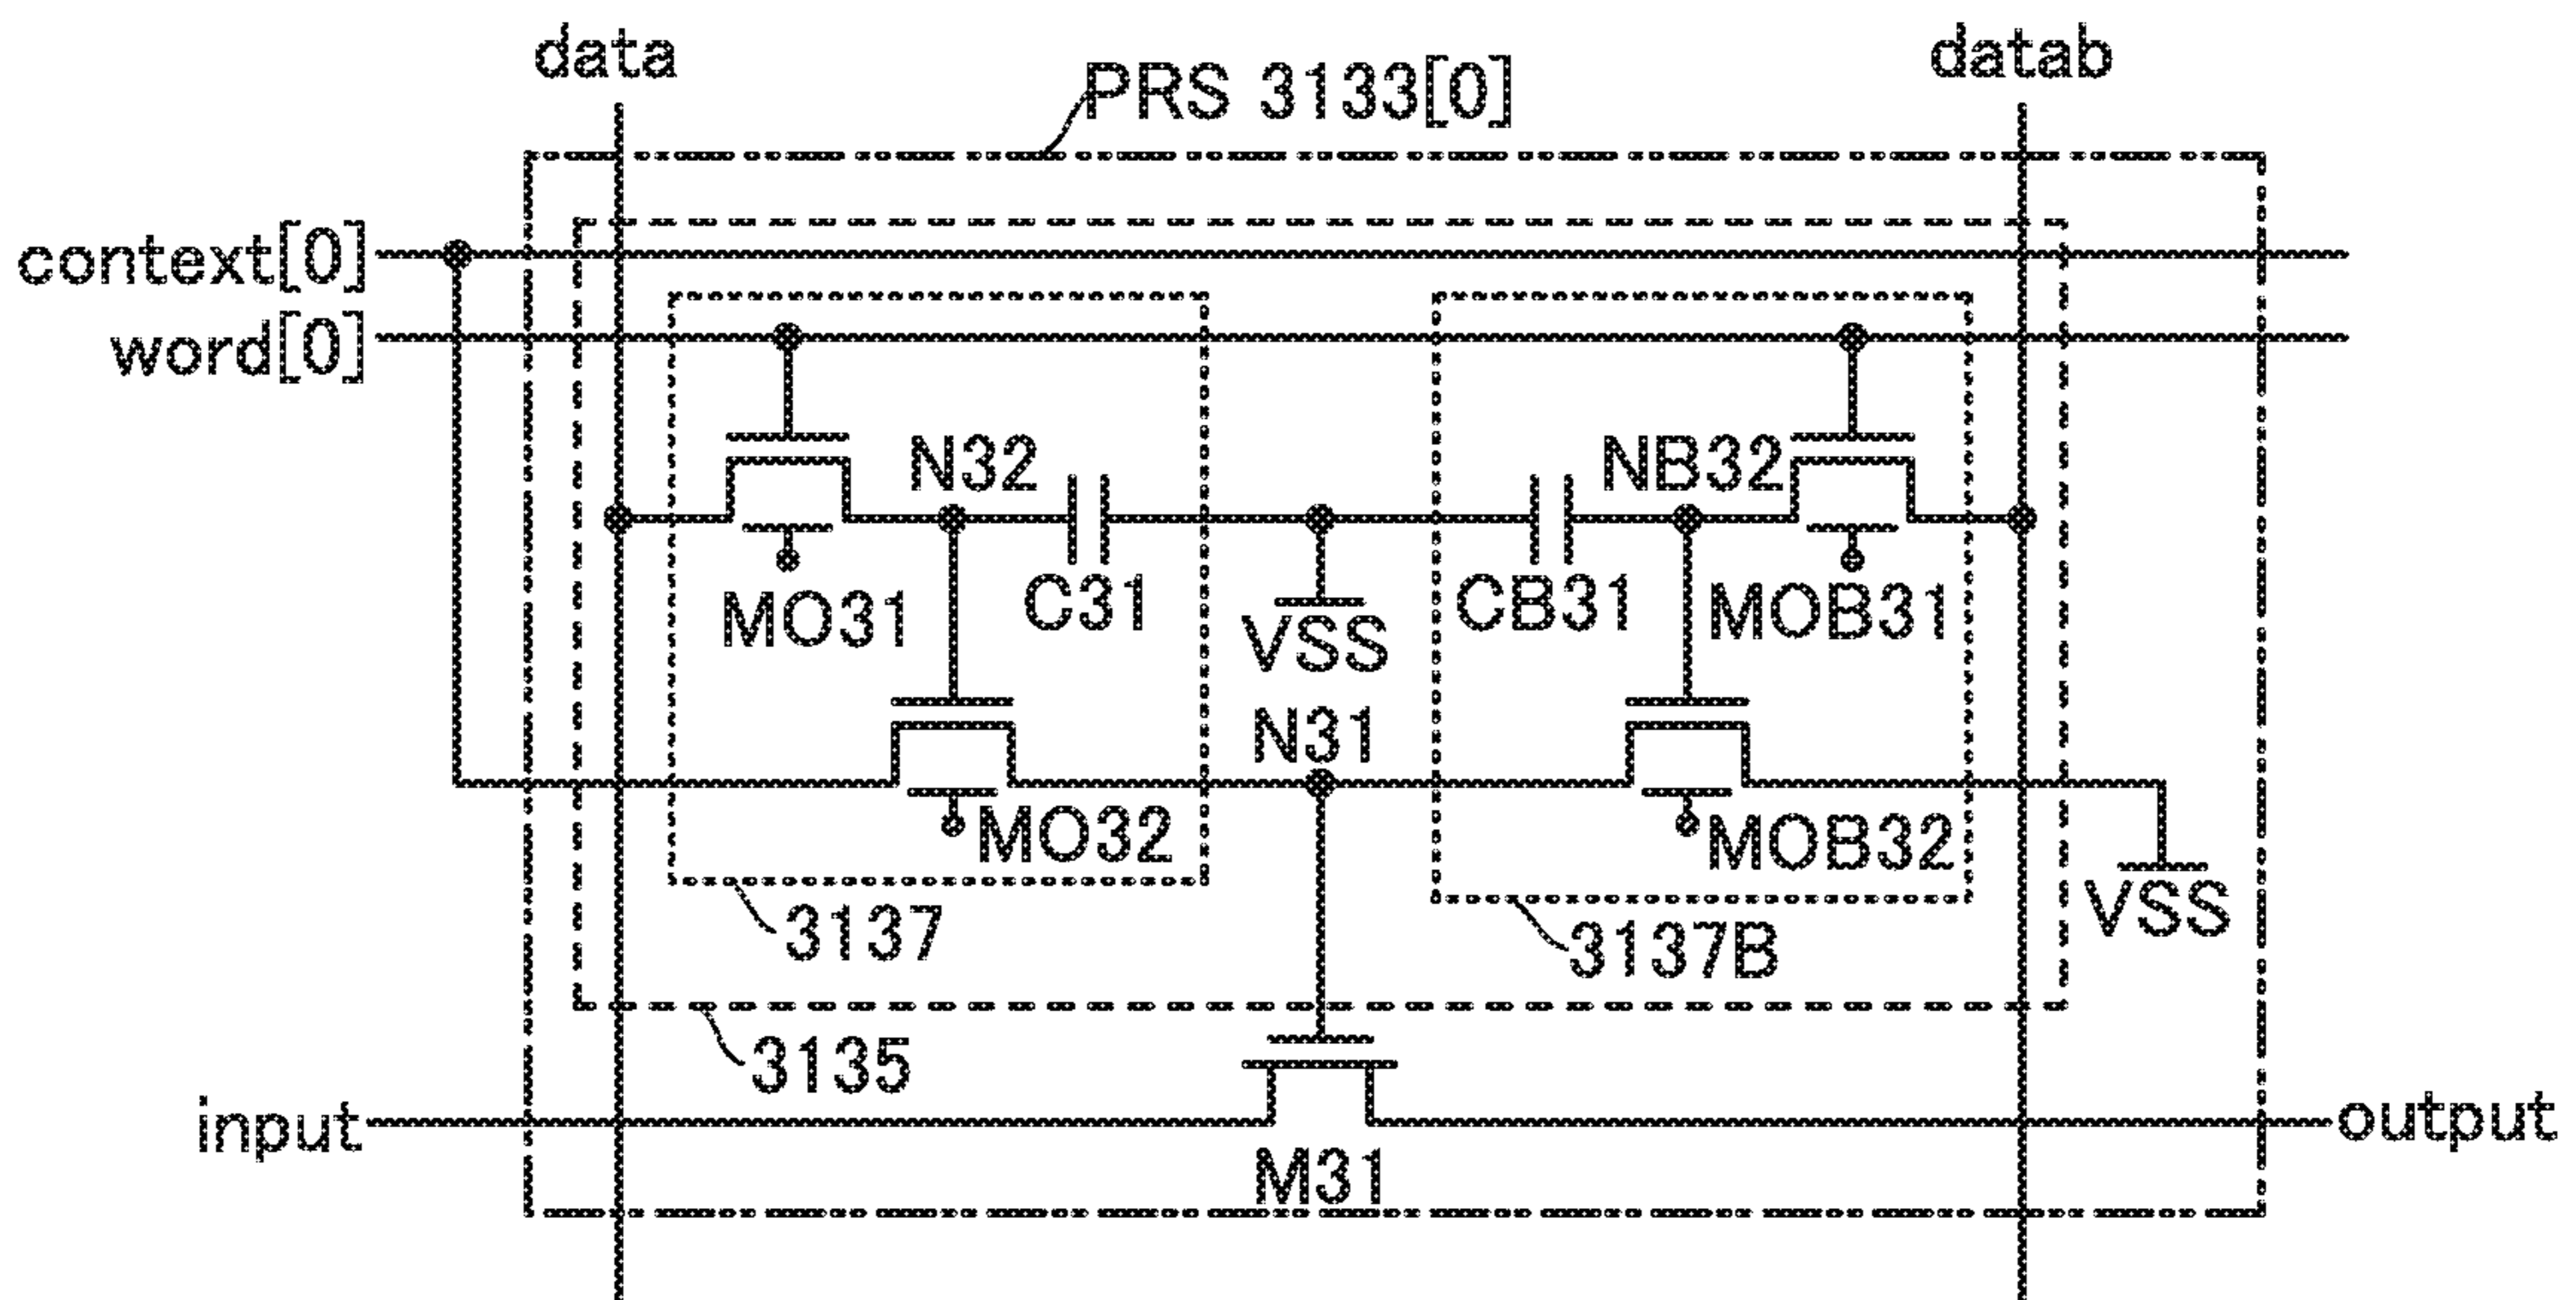 data
datab
PRS 3133[0]
context[0]
word[0]
N32
NB32
MO31
C31
VSS
CB31
MOB31
N31
MO32
MOB32
VSS
3137
3137B
3135
input
output
M31